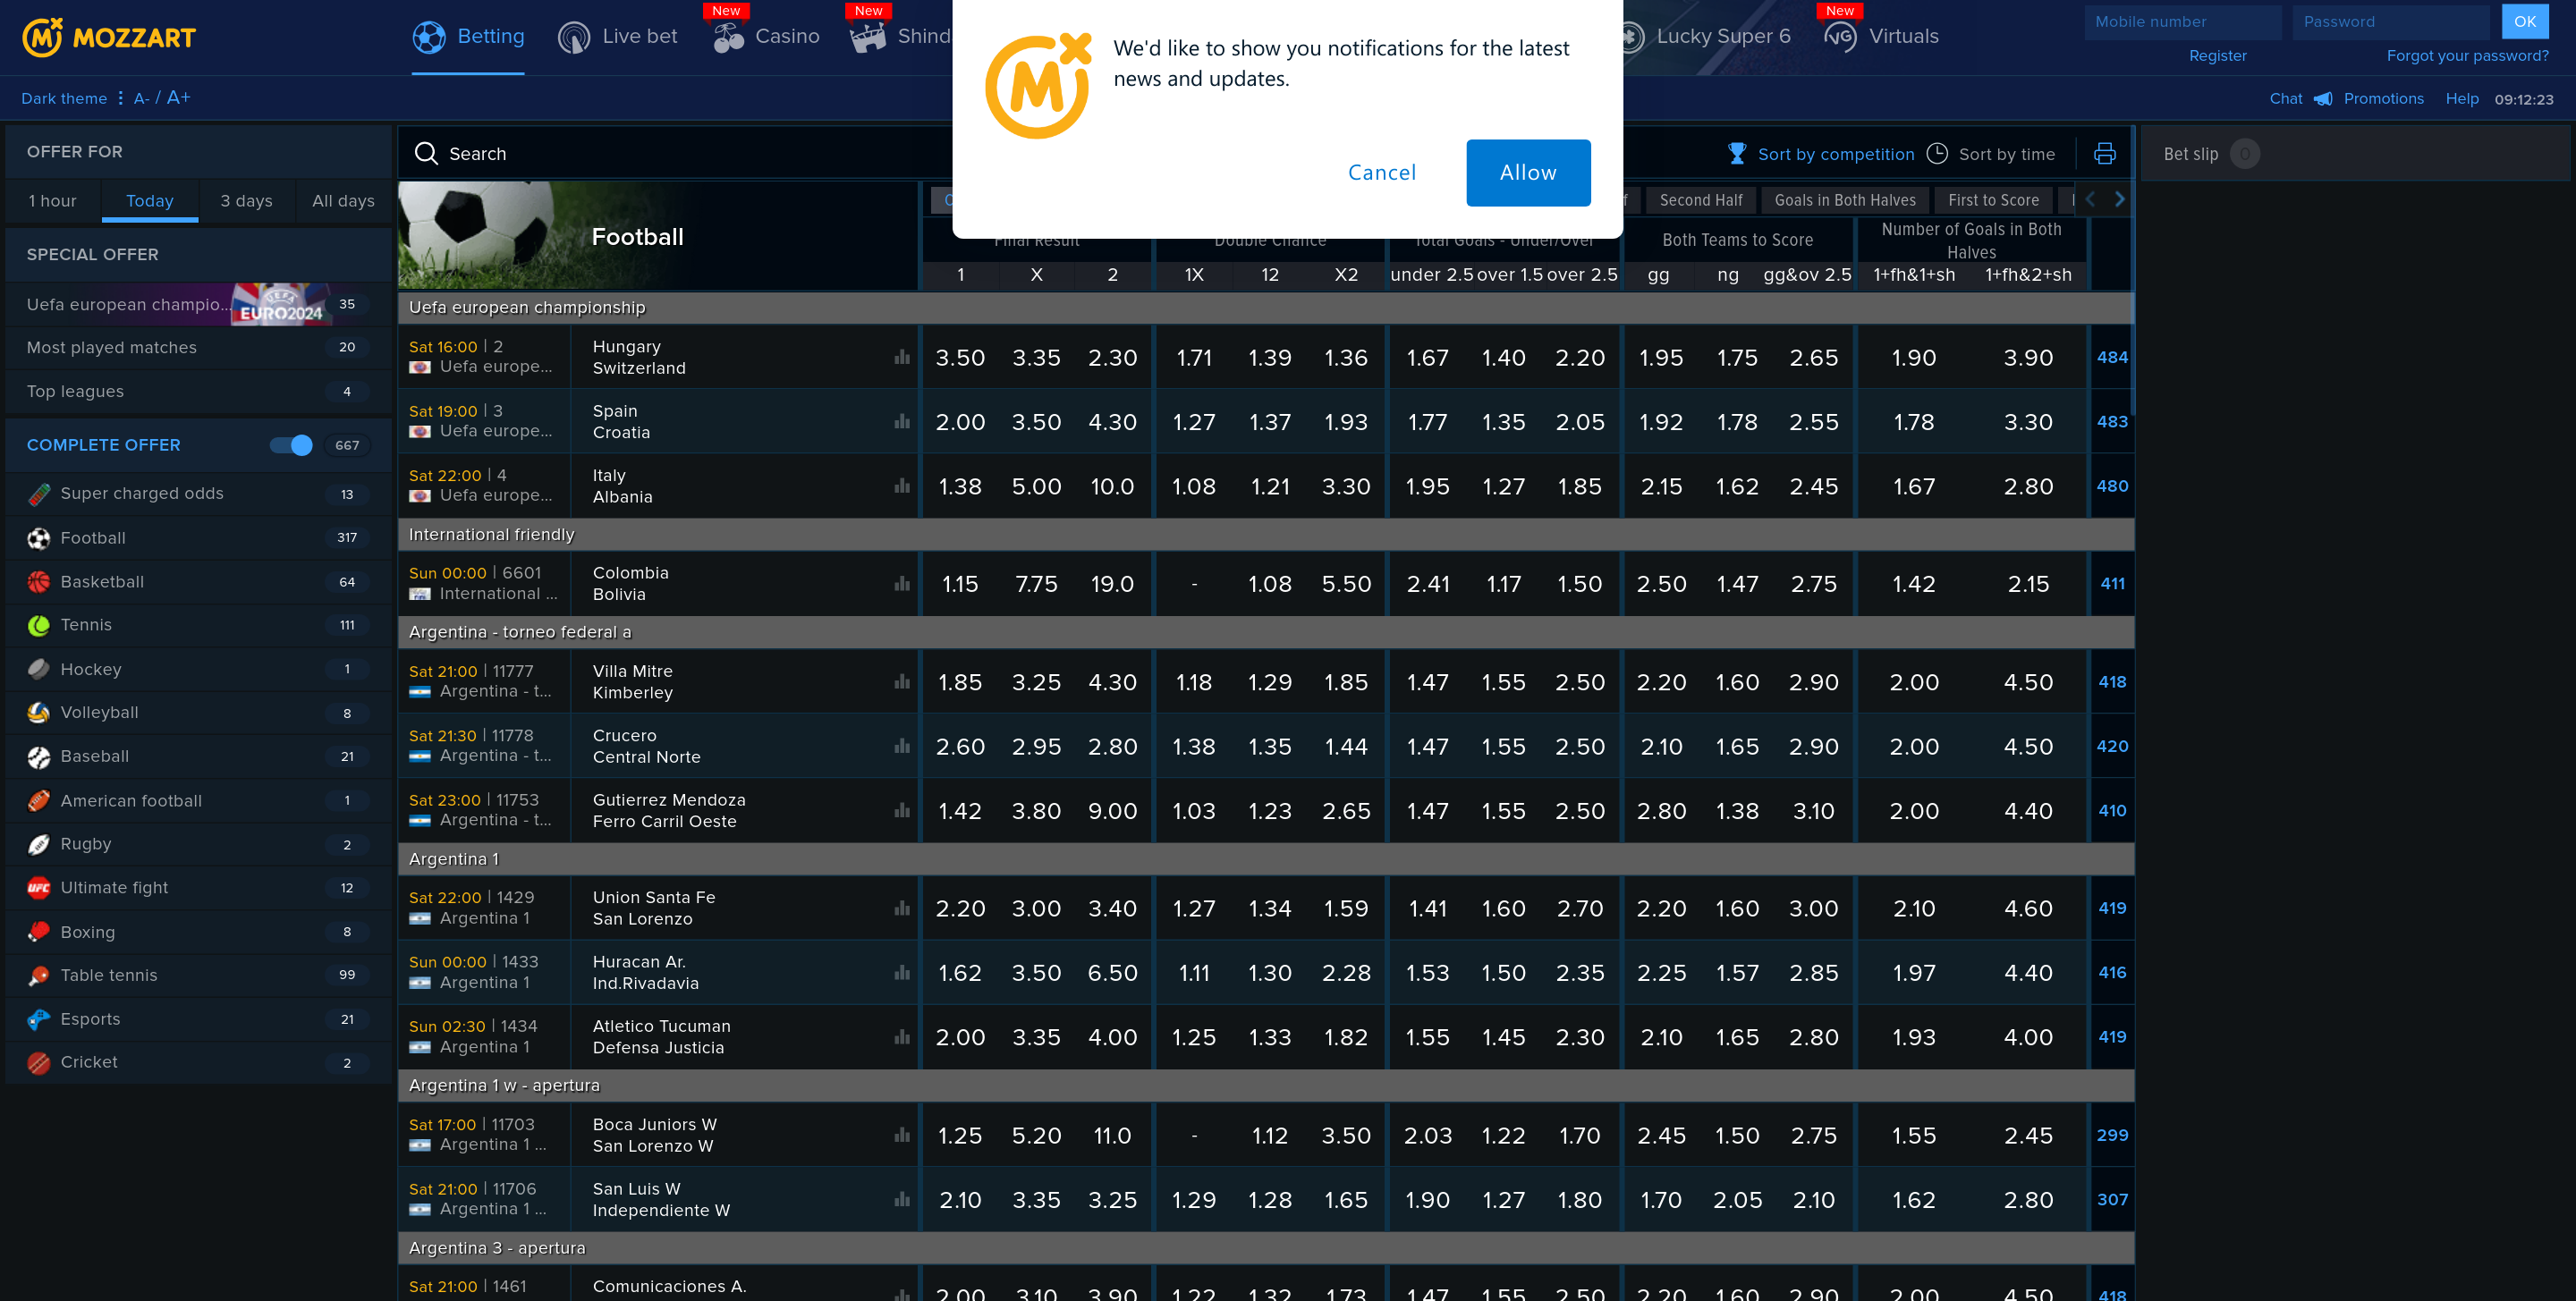 MOZZART
Betting
Live bet
New
Casino
New
Shind
We'd like to show you notifications for the latest
news and updates.
Cancel
Allow
Lucky Super 6
New
Virtuals
Mobile number
Password
OK
Register
Forgot your password?
Dark theme
A- / A+
Chat
Promotions
Help
09:12:23
OFFER FOR
1 hour
Today
3 days
All days
SPECIAL OFFER
Uefa european champio... EURO2024 35
Most played matches 20
Top leagues 4
COMPLETE OFFER 667
Super charged odds 13
Football 317
Basketball 64
Tennis 111
Hockey 1
Volleyball 8
Baseball 21
American football 1
Rugby 2
Ultimate fight 12
Boxing 8
Table tennis 99
Esports 21
Cricket 2
Search
Sort by competition
Sort by time
Bet slip 0
Football
Second Half
Goals in Both Halves
First to Score
Final Result
Double Chance
Total Goals - Under/Over
Both Teams to Score
Number of Goals in Both
Halves
1 X 2 1X 12 X2 under 2.5 over 1.5 over 2.5 gg ng gg&ov 2.5 1+fh&1+sh 1+fh&2+sh
Uefa european championship
Sat 16:00 | 2
Uefa europe...
Hungary
Switzerland
3.50 3.35 2.30 1.71 1.39 1.36 1.67 1.40 2.20 1.95 1.75 2.65 1.90 3.90 484
Sat 19:00 | 3
Uefa europe...
Spain
Croatia
2.00 3.50 4.30 1.27 1.37 1.93 1.77 1.35 2.05 1.92 1.78 2.55 1.78 3.30 483
Sat 22:00 | 4
Uefa europe...
Italy
Albania
1.38 5.00 10.0 1.08 1.21 3.30 1.95 1.27 1.85 2.15 1.62 2.45 1.67 2.80 480
International friendly
Sun 00:00 | 6601
International ...
Colombia
Bolivia
1.15 7.75 19.0 - 1.08 5.50 2.41 1.17 1.50 2.50 1.47 2.75 1.42 2.15 411
Argentina - torneo federal a
Sat 21:00 | 11777
Argentina - t...
Villa Mitre
Kimberley
1.85 3.25 4.30 1.18 1.29 1.85 1.47 1.55 2.50 2.20 1.60 2.90 2.00 4.50 418
Sat 21:30 | 11778
Argentina - t...
Crucero
Central Norte
2.60 2.95 2.80 1.38 1.35 1.44 1.47 1.55 2.50 2.10 1.65 2.90 2.00 4.50 420
Sat 23:00 | 11753
Argentina - t...
Gutierrez Mendoza
Ferro Carril Oeste
1.42 3.80 9.00 1.03 1.23 2.65 1.47 1.55 2.50 2.80 1.38 3.10 2.00 4.40 410
Argentina 1
Sat 22:00 | 1429
Argentina 1
Union Santa Fe
San Lorenzo
2.20 3.00 3.40 1.27 1.34 1.59 1.41 1.60 2.70 2.20 1.60 3.00 2.10 4.60 419
Sun 00:00 | 1433
Argentina 1
Huracan Ar.
Ind.Rivadavia
1.62 3.50 6.50 1.11 1.30 2.28 1.53 1.50 2.35 2.25 1.57 2.85 1.97 4.40 416
Sun 02:30 | 1434
Argentina 1
Atletico Tucuman
Defensa Justicia
2.00 3.35 4.00 1.25 1.33 1.82 1.55 1.45 2.30 2.10 1.65 2.80 1.93 4.00 419
Argentina 1 w - apertura
Sat 17:00 | 11703
Argentina 1 ...
Boca Juniors W
San Lorenzo W
1.25 5.20 11.0 - 1.12 3.50 2.03 1.22 1.70 2.45 1.50 2.75 1.55 2.45 299
Sat 21:00 | 11706
Argentina 1 ...
San Luis W
Independiente W
2.10 3.35 3.25 1.29 1.28 1.65 1.90 1.27 1.80 1.70 2.05 2.10 1.62 2.80 307
Argentina 3 - apertura
Sat 21:00 | 1461
Comunicaciones A.
2.00 3.10 3.90 1.22 1.32 1.73 1.47 1.55 2.50 2.20 1.60 2.90 2.00 4.50 418